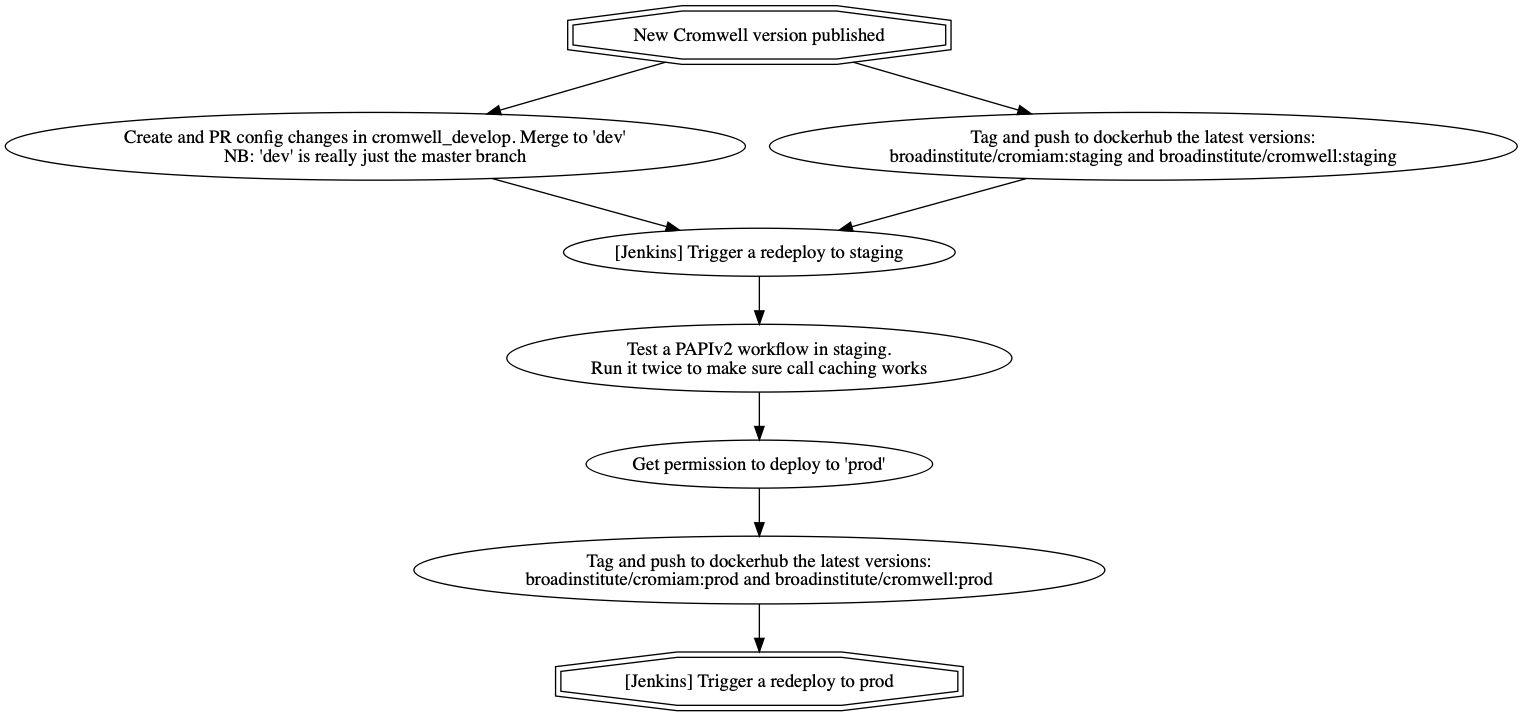 New Cromwell version published
Create and PR config changes in cromwell_develop. Merge to 'dev'
NB: 'dev' is really just the master branch
Tag and push to dockerhub the latest versions:
broadinstitute/cromiam:staging and broadinstitute/cromwell:staging
[Jenkins] Trigger a redeploy to staging
Test a PAPIv2 workflow in staging.
Run it twice to make sure call caching works
Get permission to deploy to 'prod'
Tag and push to dockerhub the latest versions:
broadinstitute/cromiam:prod and broadinstitute/cromwell:prod
[Jenkins] Trigger a redeploy to prod